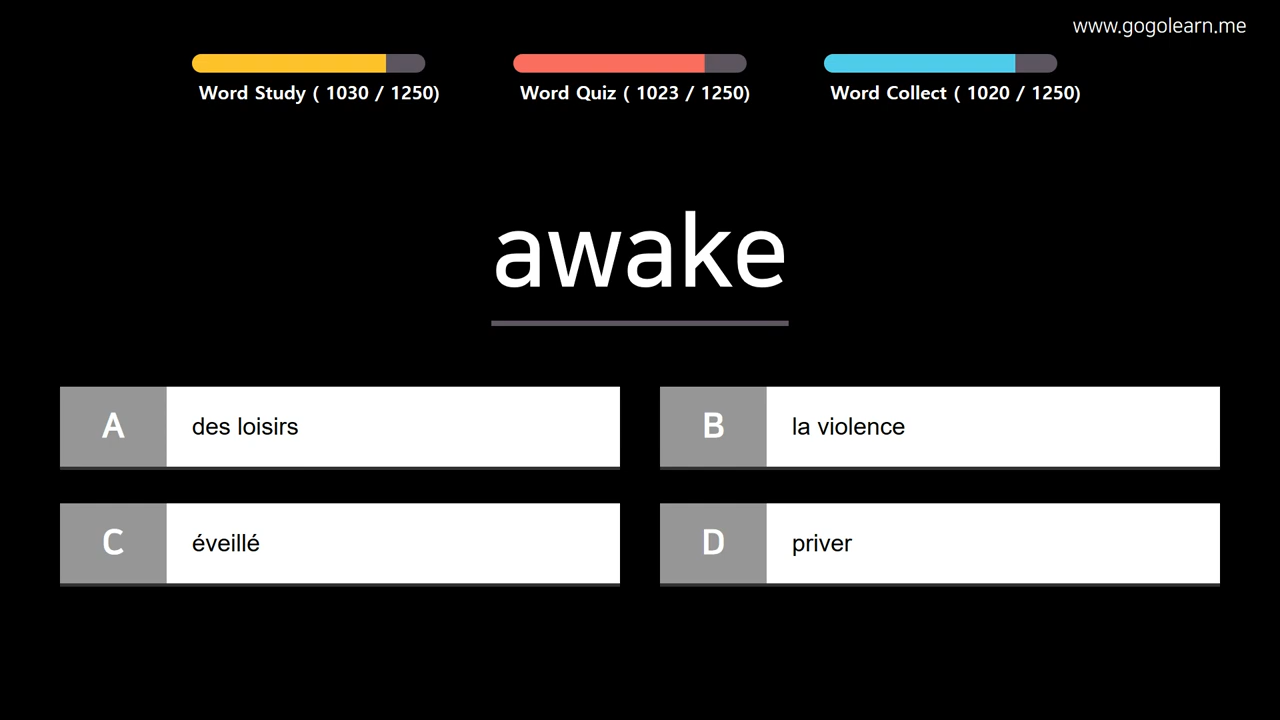 www.gogolearn.me
Word Study ( 1030 / 1250)
Word Quiz ( 1023 / 1250)
Word Collect ( 1020 / 1250)
awake
A des loisirs
B la violence
C éveillé
D priver